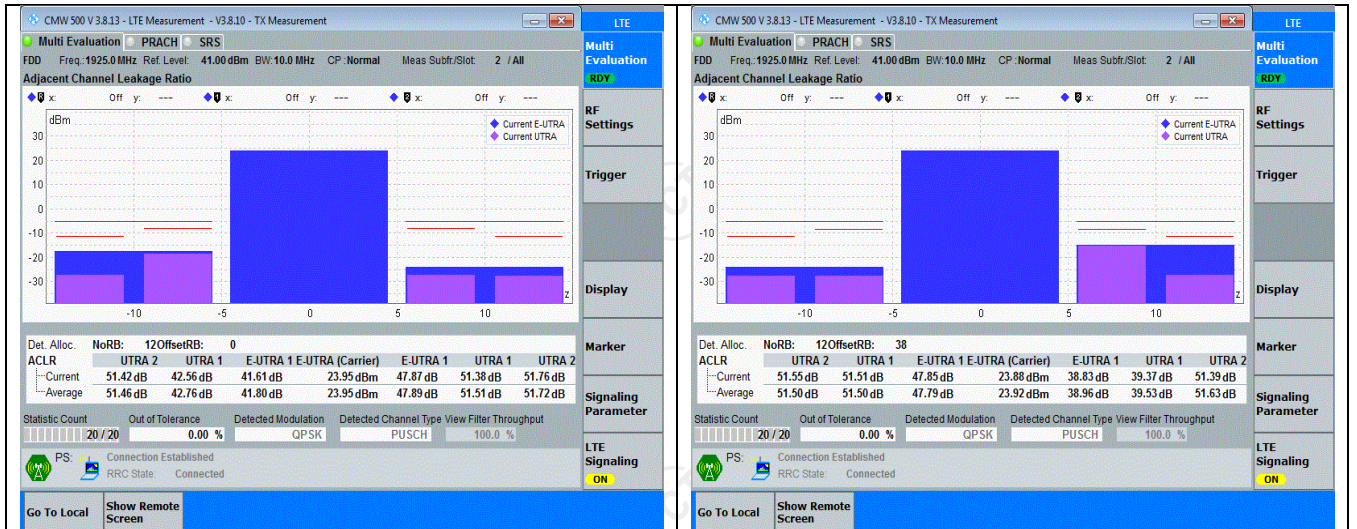 CMW 500 V 3.8.13 - LTE Measurement - V3.8.10 - TX Measurement
LTE
Multi Evaluation PRACH SRS
Multi
Evaluation
RDY
FDD Freq.:1925.0 MHz Ref. Level: 41.00 dBm BW:10.0 MHz CP :Normal Meas Subfr./Slot: 2 / All
Adjacent Channel Leakage Ratio
x: Off y: --- x: Off y: --- x: Off y: ---
RF
Settings
dBm
Current E-UTRA
Current UTRA
30
20
10
0
-10
-20
-30
z
-10 -5 0 5 10
Trigger
Display
Det. Alloc. NoRB: 12OffsetRB: 0
ACLR UTRA 2 UTRA 1 E-UTRA 1 E-UTRA (Carrier) E-UTRA 1 UTRA 1 UTRA 2
Current 51.42 dB 42.56 dB 41.61 dB 23.95 dBm 47.87 dB 51.38 dB 51.76 dB
Average 51.46 dB 42.76 dB 41.80 dB 23.95 dBm 47.89 dB 51.51 dB 51.72 dB
Marker
Statistic Count Out of Tolerance Detected Modulation Detected Channel Type View Filter Throughput
20 / 20 0.00 % QPSK PUSCH 100.0 %
Signaling
Parameter
PS: Connection Established
RRC State: Connected
LTE
Signaling
ON
Go To Local
Show Remote
Screen
CMW 500 V 3.8.13 - LTE Measurement - V3.8.10 - TX Measurement
LTE
Multi Evaluation PRACH SRS
Multi
Evaluation
RDY
FDD Freq.:1925.0 MHz Ref. Level: 41.00 dBm BW:10.0 MHz CP :Normal Meas Subfr./Slot: 2 / All
Adjacent Channel Leakage Ratio
x: Off y: --- x: Off y: --- x: Off y: ---
RF
Settings
dBm
Current E-UTRA
Current UTRA
30
20
10
0
-10
-20
-30
z
-10 -5 0 5 10
Trigger
Display
Det. Alloc. NoRB: 12OffsetRB: 38
ACLR UTRA 2 UTRA 1 E-UTRA 1 E-UTRA (Carrier) E-UTRA 1 UTRA 1 UTRA 2
Current 51.55 dB 51.51 dB 47.85 dB 23.88 dBm 38.83 dB 39.37 dB 51.39 dB
Average 51.50 dB 51.50 dB 47.79 dB 23.92 dBm 38.96 dB 39.53 dB 51.63 dB
Marker
Statistic Count Out of Tolerance Detected Modulation Detected Channel Type View Filter Throughput
20 / 20 0.00 % QPSK PUSCH 100.0 %
Signaling
Parameter
PS: Connection Established
RRC State: Connected
LTE
Signaling
ON
Go To Local
Show Remote
Screen